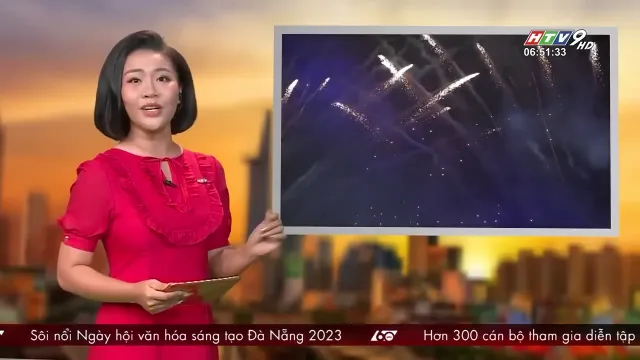 HTV9 HD
06:51:33
Sôi nổi Ngày hội văn hóa sáng tạo Đà Nẵng 2023 60 Hơn 300 cán bộ tham gia diễn tập